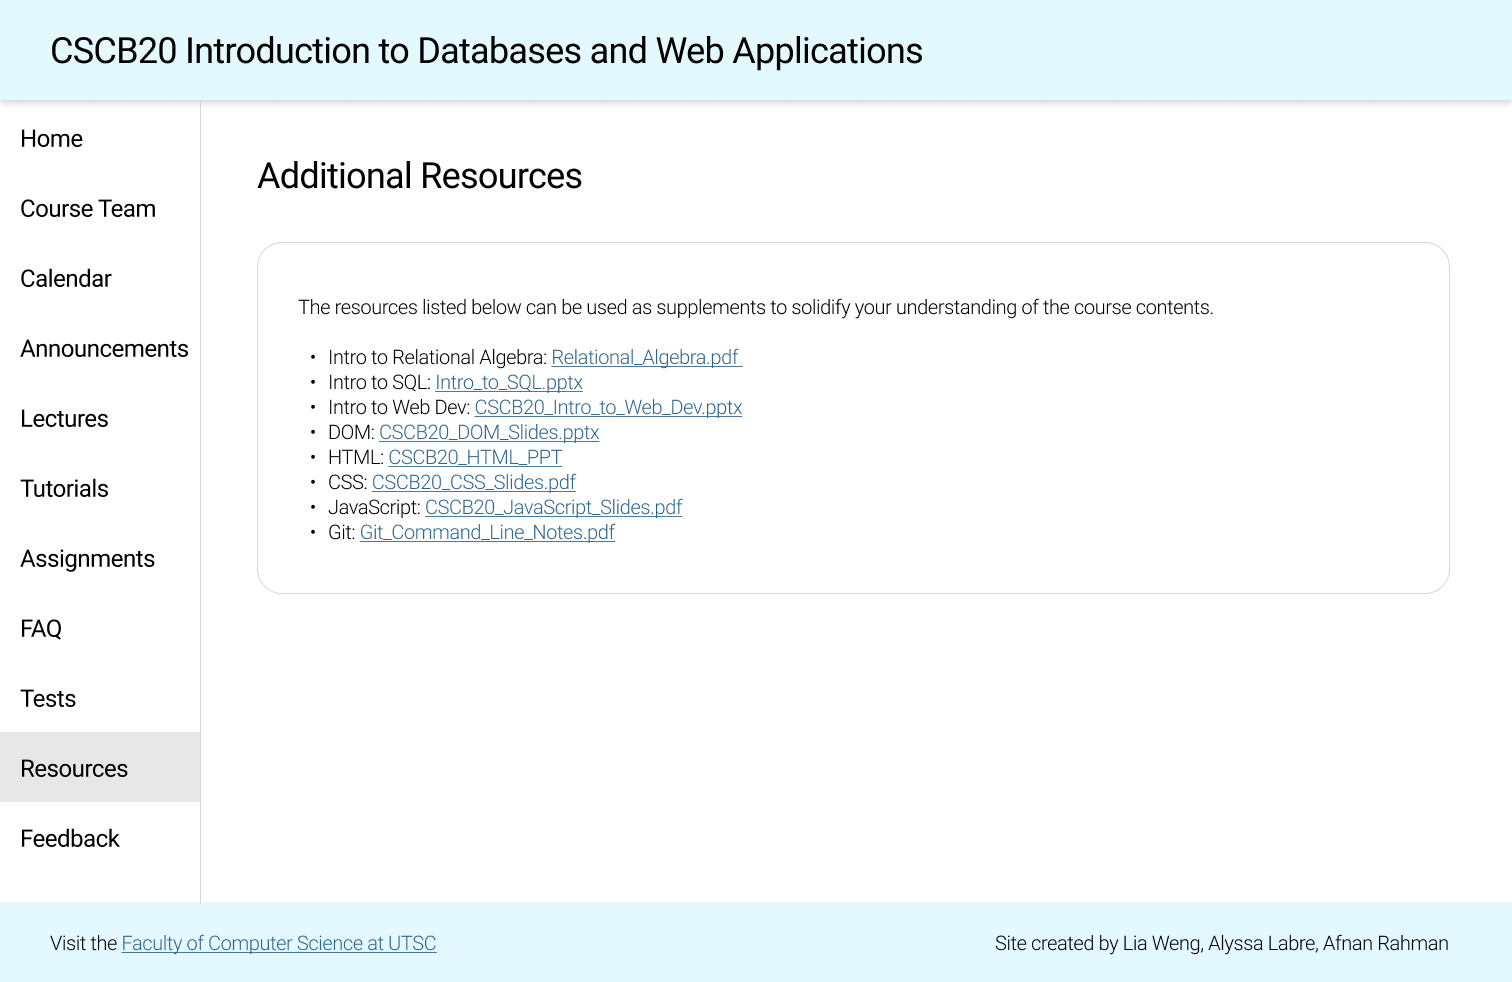 CSCB20 Introduction to Databases and Web Applications
Home
Course Team
Calendar
Announcements
Lectures
Tutorials
Assignments
FAQ
Tests
Resources
Feedback
Additional Resources
The resources listed below can be used as supplements to solidify your understanding of the course contents.
• Intro to Relational Algebra: Relational_Algebra.pdf
• Intro to SQL: Intro_to_SQL.pptx
• Intro to Web Dev: CSCB20_Intro_to_Web_Dev.pptx
• DOM: CSCB20_DOM_Slides.pptx
• HTML: CSCB20_HTML_PPT
• CSS: CSCB20_CSS_Slides.pdf
• JavaScript: CSCB20_JavaScript_Slides.pdf
• Git: Git_Command_Line_Notes.pdf
Visit the Faculty of Computer Science at UTSC
Site created by Lia Weng, Alyssa Labre, Afnan Rahman